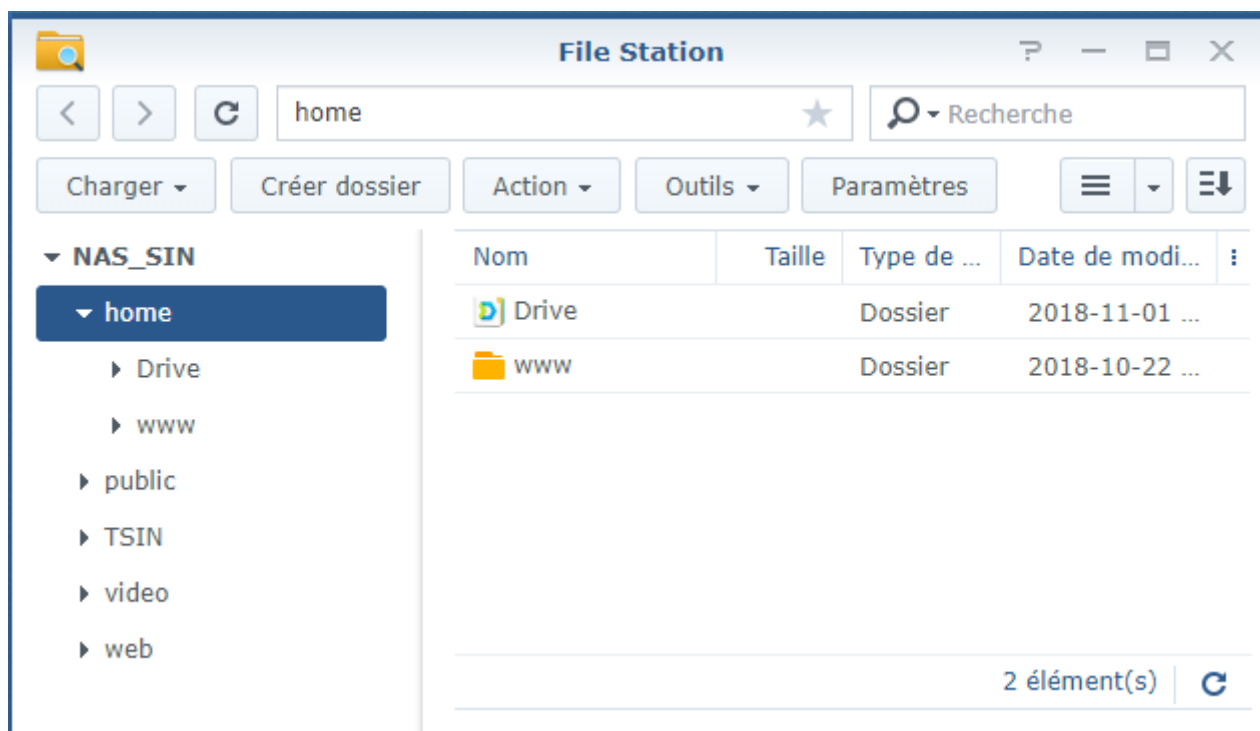 File Station
home
Recherche
Charger Créer dossier Action Outils Paramètres
NAS_SIN
home
Drive
www
public
TSIN
video
web
Nom Taille Type de ... Date de modi...
Drive Dossier 2018-11-01 ...
www Dossier 2018-10-22 ...
2 élément(s)